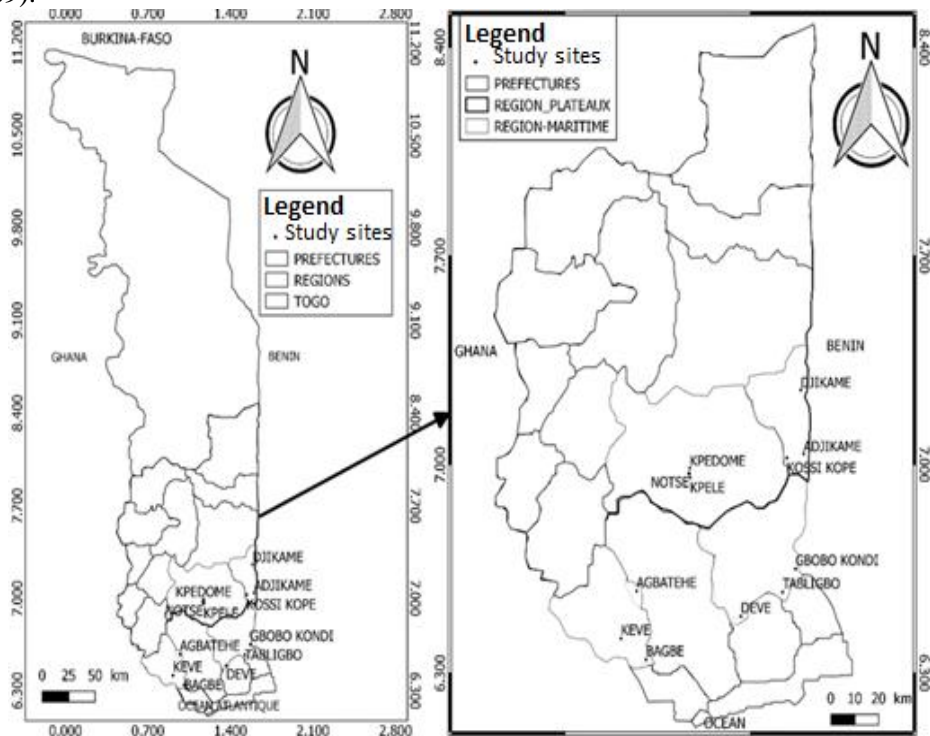 0.000 0.700 1.400 2.100 2.800
11.200
10.500
9.800
9.100
8.400
7.700
7.000
6.300
BURKINA-FASO
N
Legend
Study sites
PREFECTURES
REGIONS
TOGO
GHANA
BENIN
DJIKAME
KPEDOME
ADJIKAME
NOTSE
KPELE
KOSSI KOPE
AGBATEHE
GBOBO KONDI
TABLIGBO
KEVE
DEVE
BAGBE
OCEAN ATLANTIQUE
0 25 50 km
11.200
10.500
9.800
9.100
8.400
7.700
7.000
6.300
0.000 0.700 1.400 2.100 2.800
8.400
7.700
7.000
6.300
Legend
Study sites
PREFECTURES
REGION_PLATEAUX
REGION-MARITIME
N
GHANA
BENIN
DJIKAME
ADJIKAME
KPEDOME
KOSSI KOPE
NOTSE
KPELE
GBOBO KONDI
AGBATEHE
TABLIGBO
DEVE
KEVE
BAGBE
OCEAN
0 10 20 km
8.400
7.700
7.000
6.300